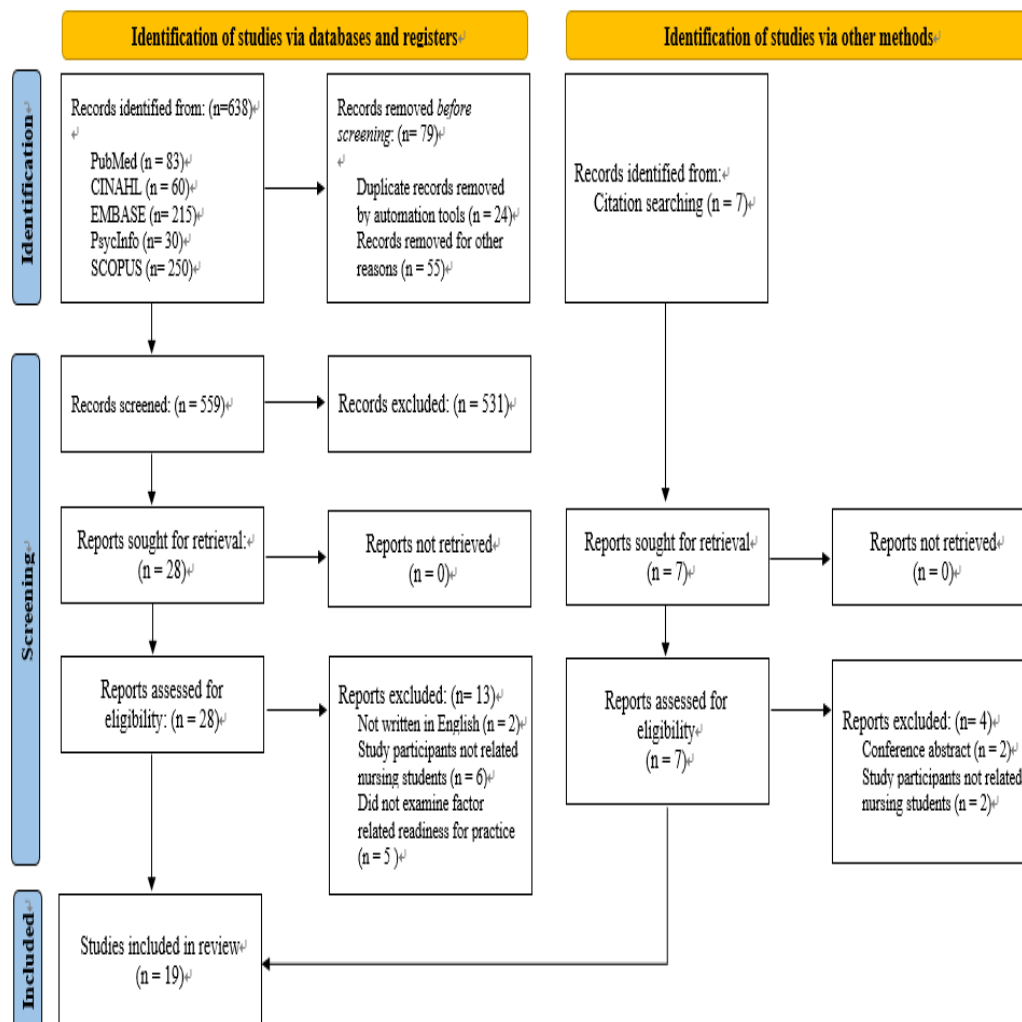 Identification of studies via databases and registers
Identification of studies via other methods
Identification
Records identified from: (n=638)
PubMed (n = 83)
CINAHL (n = 60)
EMBASE (n= 215)
PsycInfo (n= 30)
SCOPUS (n= 250)
Records removed before
screening: (n= 79)
Duplicate records removed
by automation tools (n = 24)
Records removed for other
reasons (n = 55)
Records identified from:
Citation searching (n = 7)
Screening
Records screened: (n = 559)
Records excluded: (n = 531)
Reports sought for retrieval:
(n = 28)
Reports not retrieved
(n = 0)
Reports sought for retrieval
(n = 7)
Reports not retrieved
(n = 0)
Reports assessed for
eligibility: (n = 28)
Reports excluded: (n= 13)
Not written in English (n = 2)
Study participants not related
nursing students (n = 6)
Did not examine factor
related readiness for practice
(n = 5 )
Reports assessed for
eligibility
(n = 7)
Reports excluded: (n= 4)
Conference abstract (n = 2)
Study participants not related
nursing students (n = 2)
Included
Studies included in review
(n = 19)